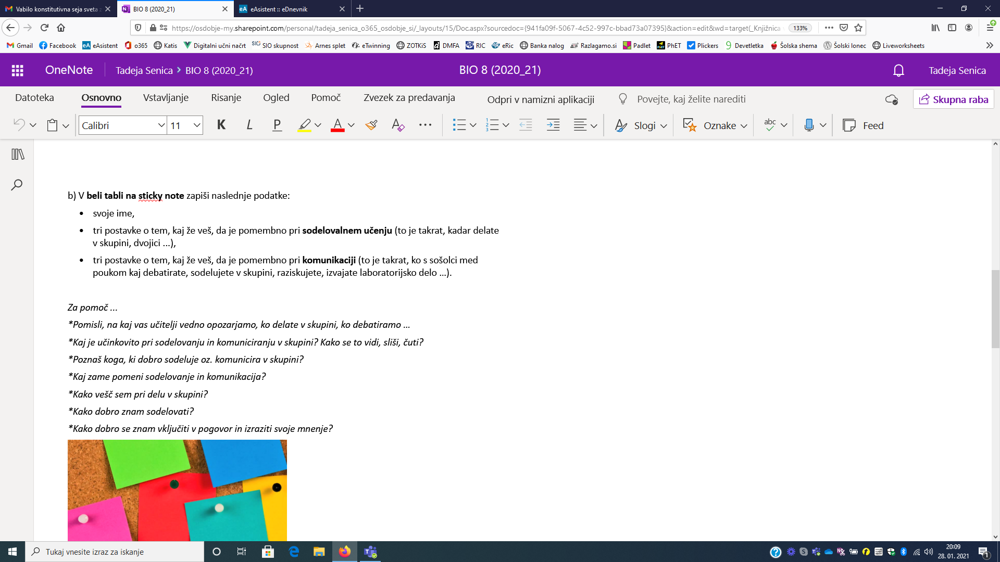 Vabilo konstitutivna seja sveta z
BIO 8 (2020_21)
eAsistent :: eDnevnik
https://osdobje-my.sharepoint.com/personal/tadeja_senica_o365_osdobje_si/_layouts/15/Doc.aspx?sourcedoc={941fa09f-5067-4c52-997c-bbad73a07395}&action=edit&wd=target(_Knjižnica
133%
Gmail Facebook eAsistent o365 Katis Digitalni učni načrt SIO skupnost Arnes splet eTwinning ZOTKiS DMFA RIC eRic Banka nalog Razlagamo.si Padlet PhET Plickers Devetletka Šolska shema Šolski lonec Liveworksheets
OneNote Tadeja Senica > BIO 8 (2020_21) BIO 8 (2020_21) Tadeja Senica
Datoteka Osnovno Vstavljanje Risanje Ogled Pomoč Zvezek za predavanja Odpri v namizni aplikaciji Povejte, kaj želite narediti Skupna raba
Calibri 11 K L P A Slogi Oznake abc Feed
b) V beli tabli na sticky note zapiši naslednje podatke:
• svoje ime,
• tri postavke o tem, kaj že veš, da je pomembno pri sodelovalnem učenju (to je takrat, kadar delate
v skupini, dvojici ...),
• tri postavke o tem, kaj že veš, da je pomembno pri komunikaciji (to je takrat, ko s sošolci med
poukom kaj debatirate, sodelujete v skupini, raziskujete, izvajate laboratorijsko delo ...).
Za pomoč ...
*Pomisli, na kaj vas učitelji vedno opozarjamo, ko delate v skupini, ko debatiramo ...
*Kaj je učinkovito pri sodelovanju in komuniciranju v skupini? Kako se to vidi, sliši, čuti?
*Poznaš koga, ki dobro sodeluje oz. komunicira v skupini?
*Kaj zame pomeni sodelovanje in komunikacija?
*Kako vešč sem pri delu v skupini?
*Kako dobro znam sodelovati?
*Kako dobro se znam vključiti v pogovor in izraziti svoje mnenje?
Tukaj vnesite izraz za iskanje
20:09
28. 01. 2021
1